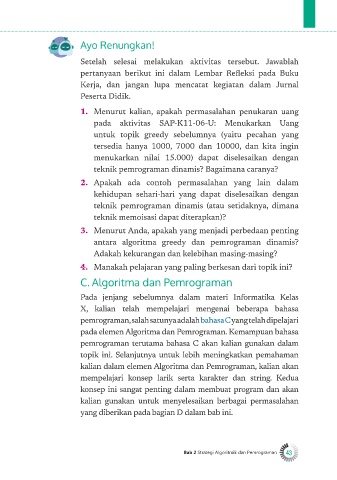 Ayo Renungkan!
Setelah selesai melakukan aktivitas tersebut. Jawablah
pertanyaan berikut ini dalam Lembar Refleksi pada Buku
Kerja, dan jangan lupa mencatat kegiatan dalam Jurnal
Peserta Didik.
1. Menurut kalian, apakah permasalahan penukaran uang
pada aktivitas SAP-K11-06-U: Menukarkan Uang
untuk topik greedy sebelumnya (yaitu pecahan yang
tersedia hanya 1000, 7000 dan 10000, dan kita ingin
menukarkan nilai 15.000) dapat diselesaikan dengan
teknik pemrograman dinamis? Bagaimana caranya?
2. Apakah ada contoh permasalahan yang lain dalam
kehidupan sehari-hari yang dapat diselesaikan dengan
teknik pemrograman dinamis (atau setidaknya, dimana
teknik memoisasi dapat diterapkan)?
3. Menurut Anda, apakah yang menjadi perbedaan penting
antara algoritma greedy dan pemrograman dinamis?
Adakah kekurangan dan kelebihan masing-masing?
4. Manakah pelajaran yang paling berkesan dari topik ini?
C. Algoritma dan Pemrograman
Pada jenjang sebelumnya dalam materi Informatika Kelas
X, kalian telah mempelajari mengenai beberapa bahasa
pemrograman, salah satunya adalah bahasa C yang telah dipelajari
pada elemen Algoritma dan Pemrograman. Kemampuan bahasa
pemrograman terutama bahasa C akan kalian gunakan dalam
topik ini. Selanjutnya untuk lebih meningkatkan pemahaman
kalian dalam elemen Algoritma dan Pemrograman, kalian akan
mempelajari konsep larik serta karakter dan string. Kedua
konsep ini sangat penting dalam membuat program dan akan
kalian gunakan untuk menyelesaikan berbagai permasalahan
yang diberikan pada bagian D dalam bab ini.
Bab 2 Strategi Algoritmik dan Pemrograman 43